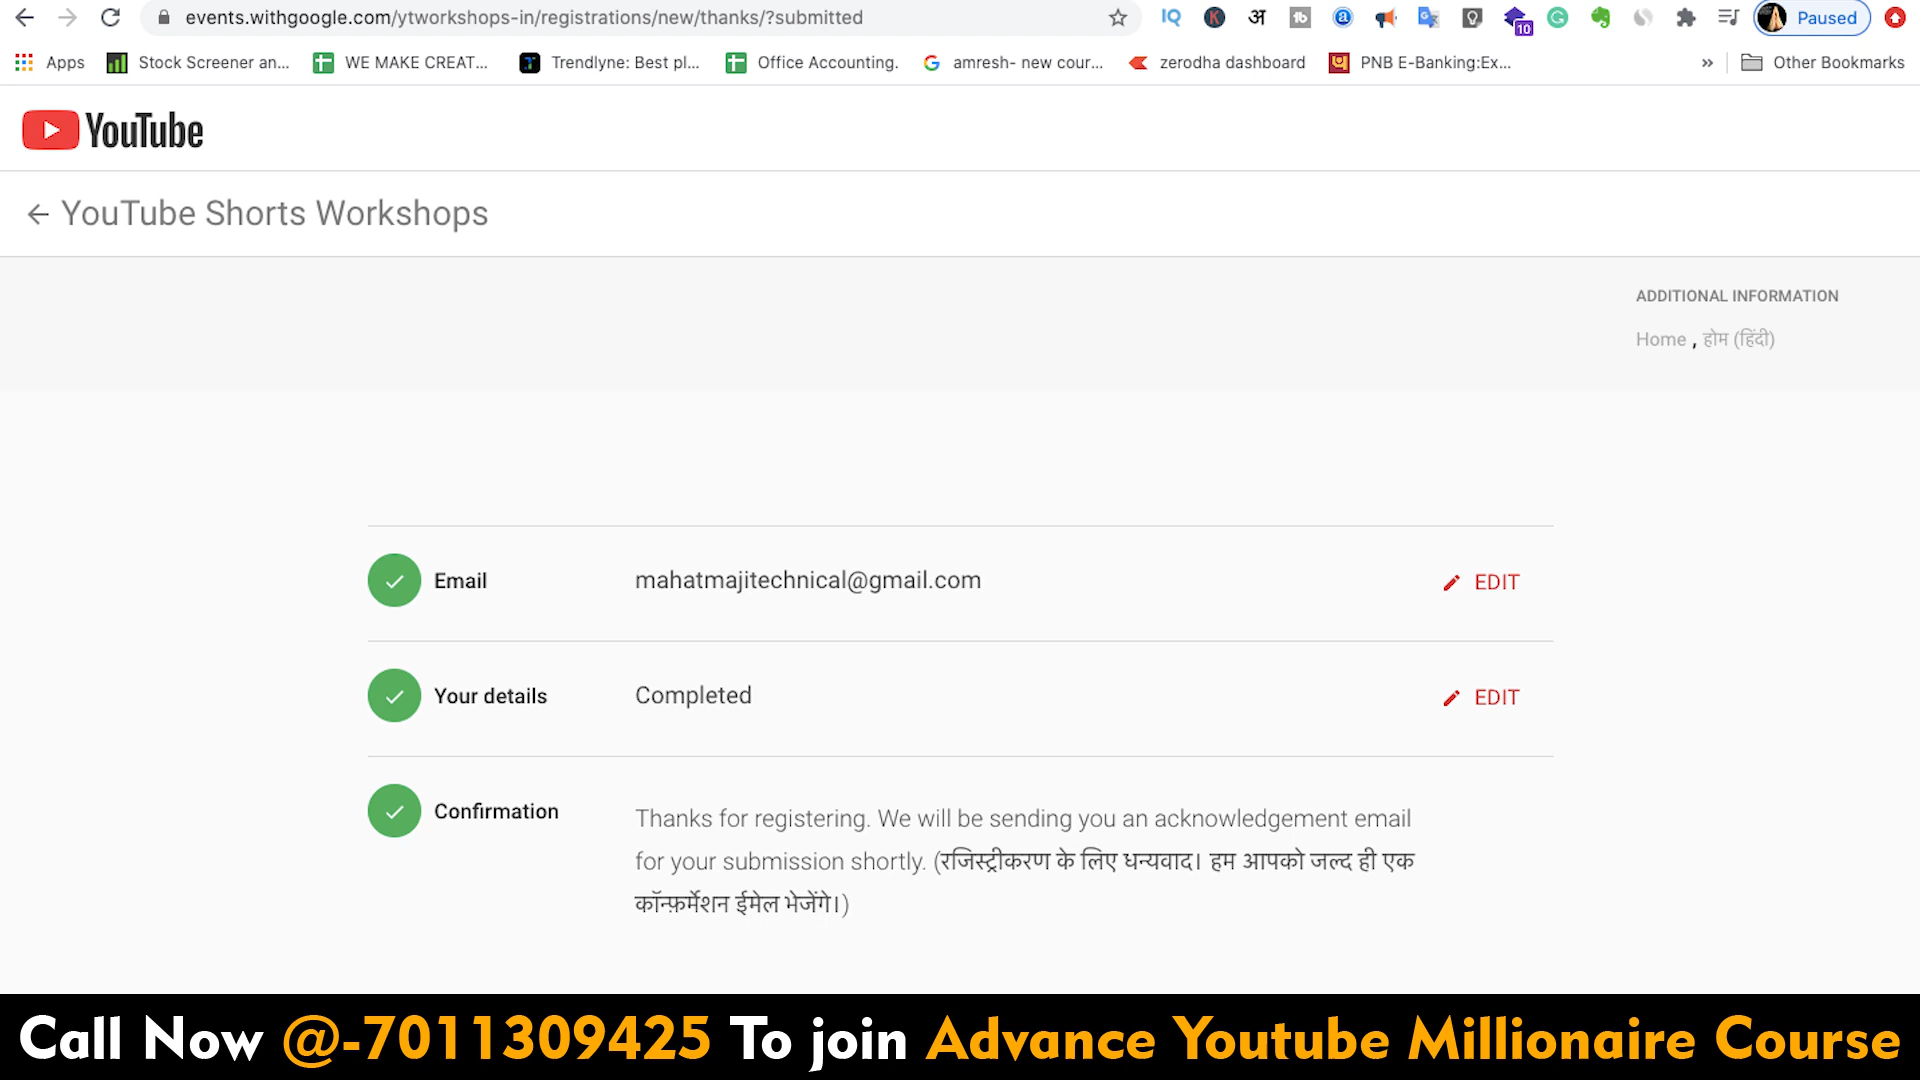 events.withgoogle.com/ytworkshops-in/registrations/new/thanks/?submitted
IQ
K
अ
tb
a
10
G
Paused
Apps
Stock Screener an...
WE MAKE CREAT...
Trendlyne: Best pl...
Office Accounting.
amresh- new cour...
zerodha dashboard
PNB E-Banking:Ex...
»
Other Bookmarks
YouTube
YouTube Shorts Workshops
ADDITIONAL INFORMATION
Home , होम (हिंदी)
Email
mahatmajitechnical@gmail.com
EDIT
Your details
Completed
EDIT
Confirmation
Thanks for registering. We will be sending you an acknowledgement email
for your submission shortly. (रजिस्ट्रीकरण के लिए धन्यवाद। हम आपको जल्द ही एक
कॉन्फ़र्मेशन ईमेल भेजेंगे।)
Call Now @-7011309425 To join Advance Youtube Millionaire Course